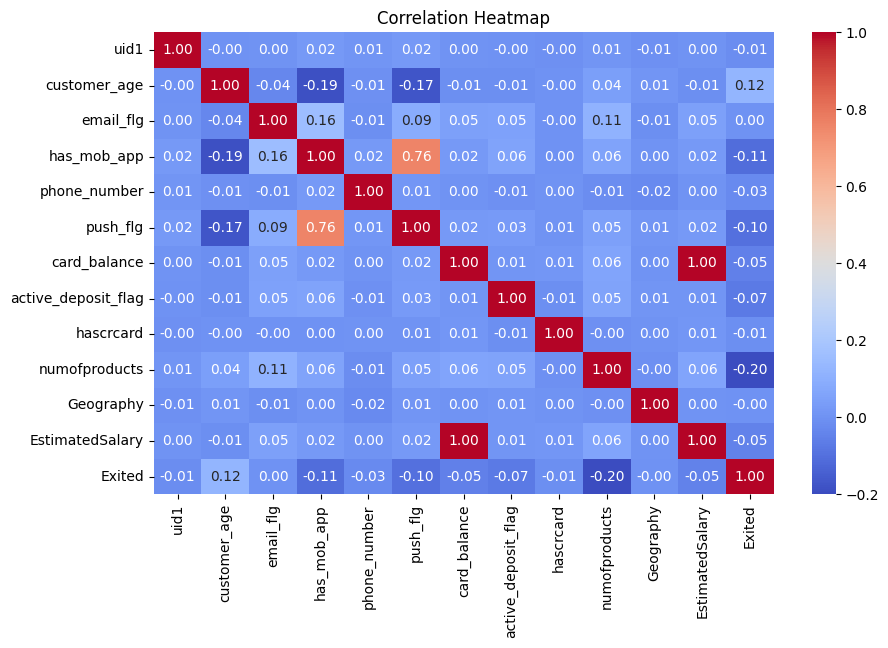 Correlation Heatmap
uid1 1.00 -0.00 0.00 0.02 0.01 0.02 0.00 -0.00 -0.00 0.01 -0.01 0.00 -0.01
customer_age -0.00 1.00 -0.04 -0.19 -0.01 -0.17 -0.01 -0.01 -0.00 0.04 0.01 -0.01 0.12
email_flg 0.00 -0.04 1.00 0.16 -0.01 0.09 0.05 0.05 -0.00 0.11 -0.01 0.05 0.00
has_mob_app 0.02 -0.19 0.16 1.00 0.02 0.76 0.02 0.06 0.00 0.06 0.00 0.02 -0.11
phone_number 0.01 -0.01 -0.01 0.02 1.00 0.01 0.00 -0.01 0.00 -0.01 -0.02 0.00 -0.03
push_flg 0.02 -0.17 0.09 0.76 0.01 1.00 0.02 0.03 0.01 0.05 0.01 0.02 -0.10
card_balance 0.00 -0.01 0.05 0.02 0.00 0.02 1.00 0.01 0.01 0.06 0.00 1.00 -0.05
active_deposit_flag -0.00 -0.01 0.05 0.06 -0.01 0.03 0.01 1.00 -0.01 0.05 0.01 0.01 -0.07
hascrcard -0.00 -0.00 -0.00 0.00 0.00 0.01 0.01 -0.01 1.00 -0.00 0.00 0.01 -0.01
numofproducts 0.01 0.04 0.11 0.06 -0.01 0.05 0.06 0.05 -0.00 1.00 -0.00 0.06 -0.20
Geography -0.01 0.01 -0.01 0.00 -0.02 0.01 0.00 0.01 0.00 -0.00 1.00 0.00 -0.00
EstimatedSalary 0.00 -0.01 0.05 0.02 0.00 0.02 1.00 0.01 0.01 0.06 0.00 1.00 -0.05
Exited -0.01 0.12 0.00 -0.11 -0.03 -0.10 -0.05 -0.07 -0.01 -0.20 -0.00 -0.05 1.00
uid1
customer_age
email_flg
has_mob_app
phone_number
push_flg
card_balance
active_deposit_flag
hascrcard
numofproducts
Geography
EstimatedSalary
Exited
1.0
0.8
0.6
0.4
0.2
0.0
−0.2